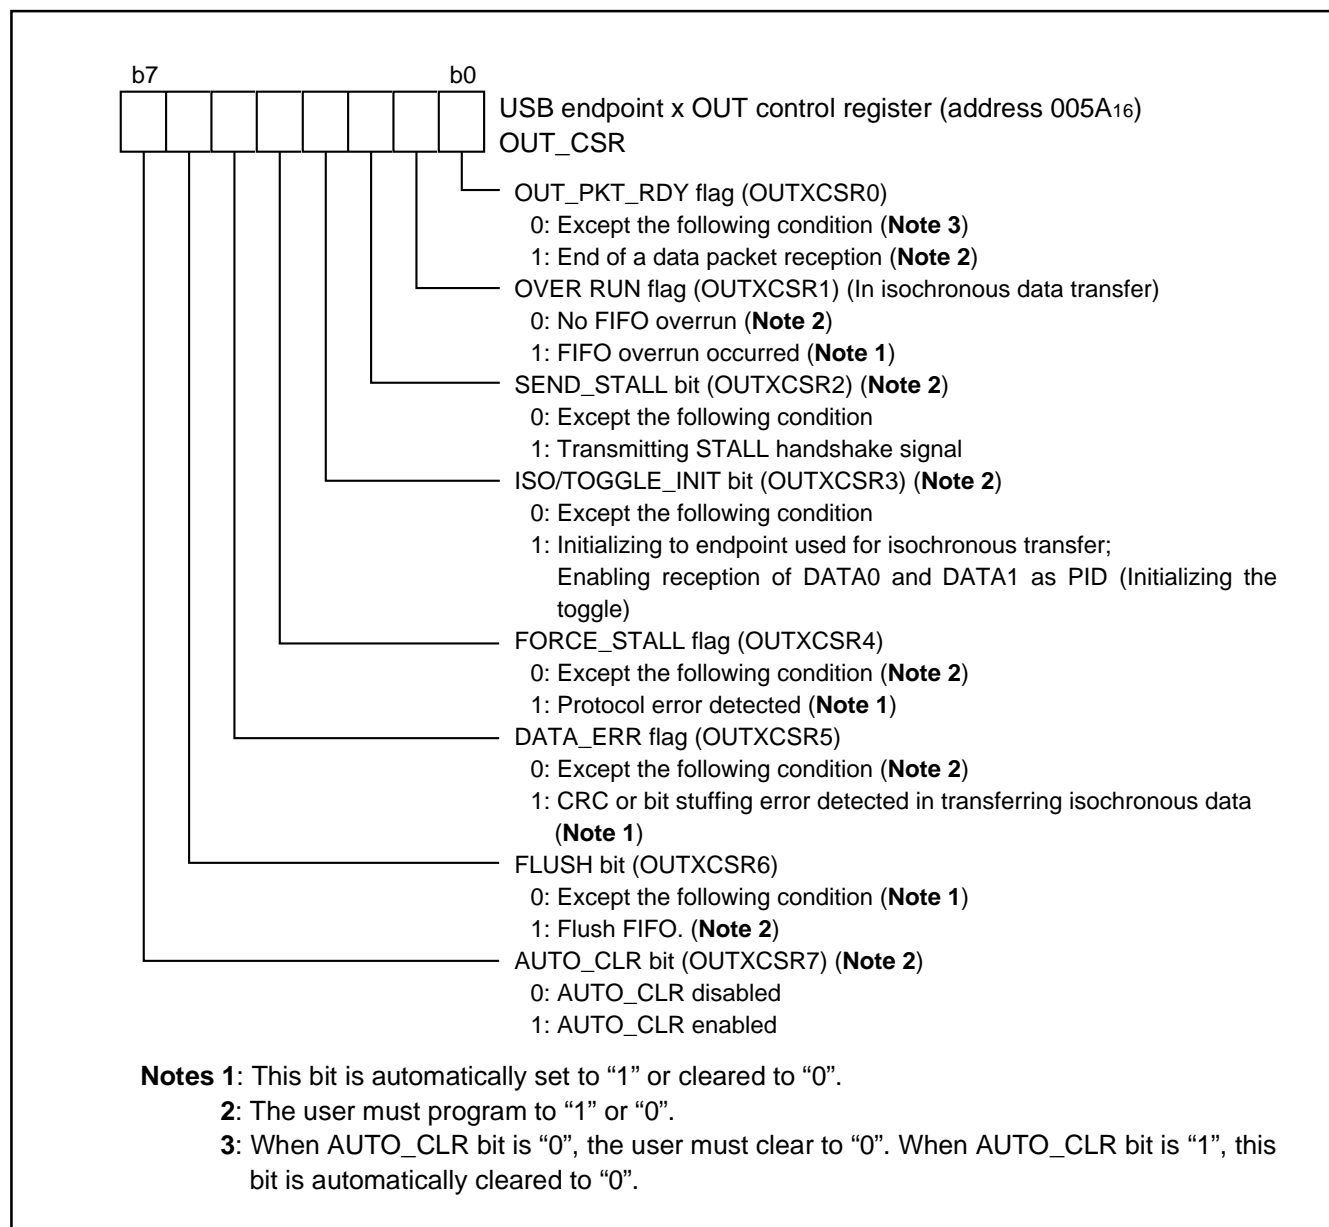 b7 b0
USB endpoint x OUT control register (address 005A16)
OUT_CSR
OUT_PKT_RDY flag (OUTXCSR0)
0: Except the following condition (Note 3)
1: End of a data packet reception (Note 2)
OVER RUN flag (OUTXCSR1) (In isochronous data transfer)
0: No FIFO overrun (Note 2)
1: FIFO overrun occurred (Note 1)
SEND_STALL bit (OUTXCSR2) (Note 2)
0: Except the following condition
1: Transmitting STALL handshake signal
ISO/TOGGLE_INIT bit (OUTXCSR3) (Note 2)
0: Except the following condition
1: Initializing to endpoint used for isochronous transfer;
Enabling reception of DATA0 and DATA1 as PID (Initializing the
toggle)
FORCE_STALL flag (OUTXCSR4)
0: Except the following condition (Note 2)
1: Protocol error detected (Note 1)
DATA_ERR flag (OUTXCSR5)
0: Except the following condition (Note 2)
1: CRC or bit stuffing error detected in transferring isochronous data
(Note 1)
FLUSH bit (OUTXCSR6)
0: Except the following condition (Note 1)
1: Flush FIFO. (Note 2)
AUTO_CLR bit (OUTXCSR7) (Note 2)
0: AUTO_CLR disabled
1: AUTO_CLR enabled
Notes 1: This bit is automatically set to “1” or cleared to “0”.
2: The user must program to “1” or “0”.
3: When AUTO_CLR bit is “0”, the user must clear to “0”. When AUTO_CLR bit is “1”, this
bit is automatically cleared to “0”.